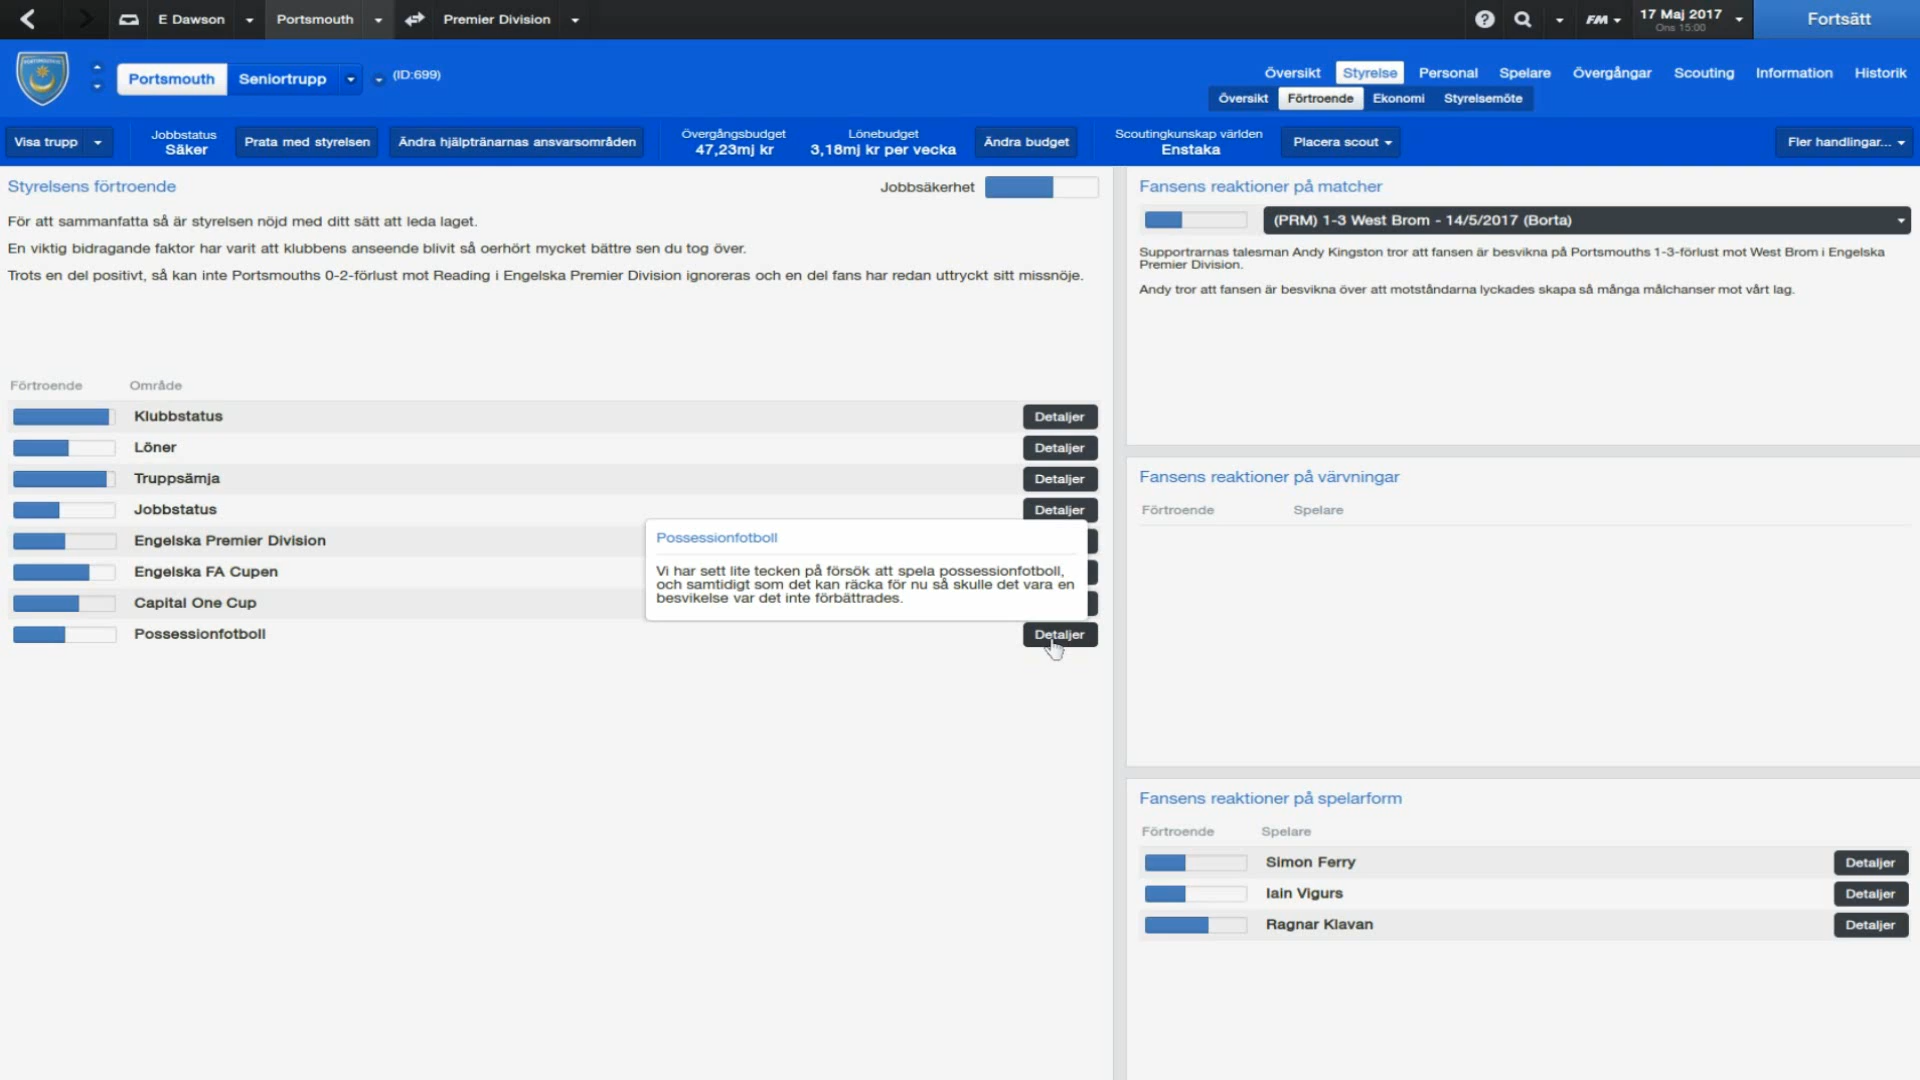 E Dawson
Portsmouth
Premier Division
FM
17 Maj 2017
Ons 15:00
Fortsätt
Portsmouth
Seniortrupp
(ID:699)
Översikt Styrelse Personal Spelare Övergångar Scouting Information Historik
Översikt Förtroende Ekonomi Styrelsemöte
Visa trupp
Jobbstatus
Säker
Prata med styrelsen
Ändra hjälptränarnas ansvarsområden
Övergångsbudget
47,23mj kr
Lönebudget
3,18mj kr per vecka
Ändra budget
Scoutingkunskap världen
Enstaka
Placera scout
Fler handlingar...
Styrelsens förtroende
Jobbsäkerhet
För att sammanfatta så är styrelsen nöjd med ditt sätt att leda laget.
En viktig bidragande faktor har varit att klubbens anseende blivit så oerhört mycket bättre sen du tog över.
Trots en del positivt, så kan inte Portsmouths 0-2-förlust mot Reading i Engelska Premier Division ignoreras och en del fans har redan uttryckt sitt missnöje.
Förtroende Område
Klubbstatus Detaljer
Löner Detaljer
Truppsämja Detaljer
Jobbstatus Detaljer
Engelska Premier Division
Engelska FA Cupen
Capital One Cup
Possessionfotboll Detaljer
Possessionfotboll
Vi har sett lite tecken på försök att spela possessionfotboll,
och samtidigt som det kan räcka för nu så skulle det vara en
besvikelse var det inte förbättrades.
Fansens reaktioner på matcher
(PRM) 1-3 West Brom - 14/5/2017 (Borta)
Supportrarnas talesman Andy Kingston tror att fansen är besvikna på Portsmouths 1-3-förlust mot West Brom i Engelska
Premier Division.
Andy tror att fansen är besvikna över att motståndarna lyckades skapa så många målchanser mot vårt lag.
Fansens reaktioner på värvningar
Förtroende Spelare
Fansens reaktioner på spelarform
Förtroende Spelare
Simon Ferry Detaljer
Iain Vigurs Detaljer
Ragnar Klavan Detaljer